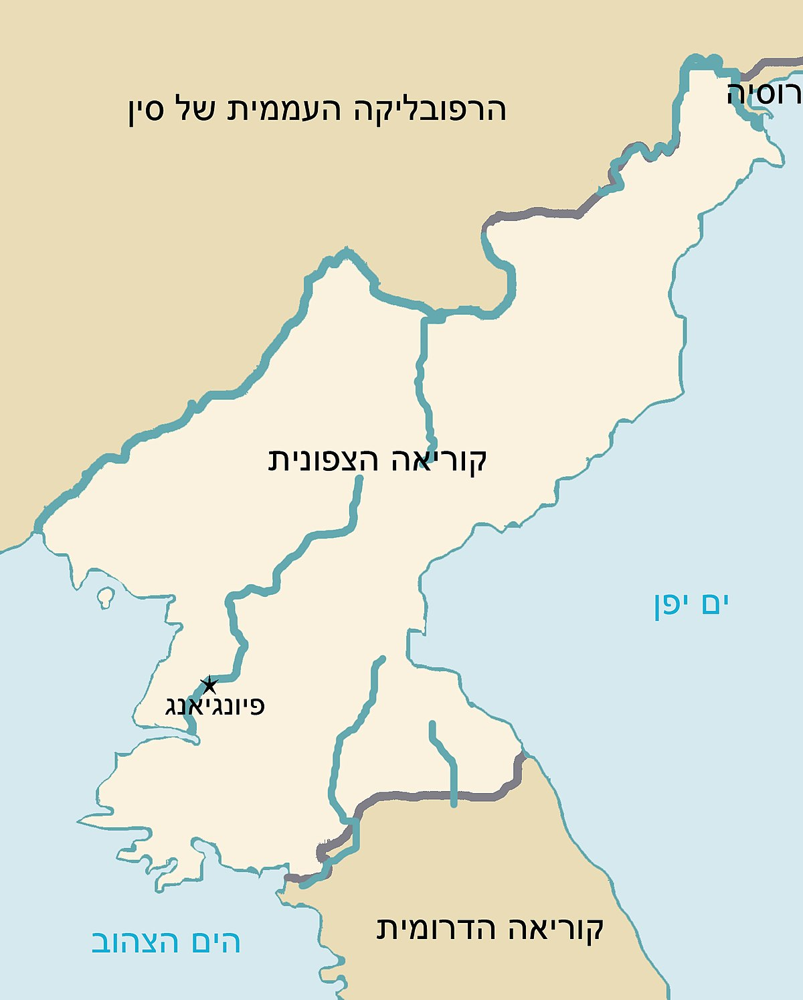 רוסיה
הרפובליקה העממית של סין
קוריאה הצפונית
ים יפן
פיונגיאנג
קוריאה הדרומית
הים הצהוב